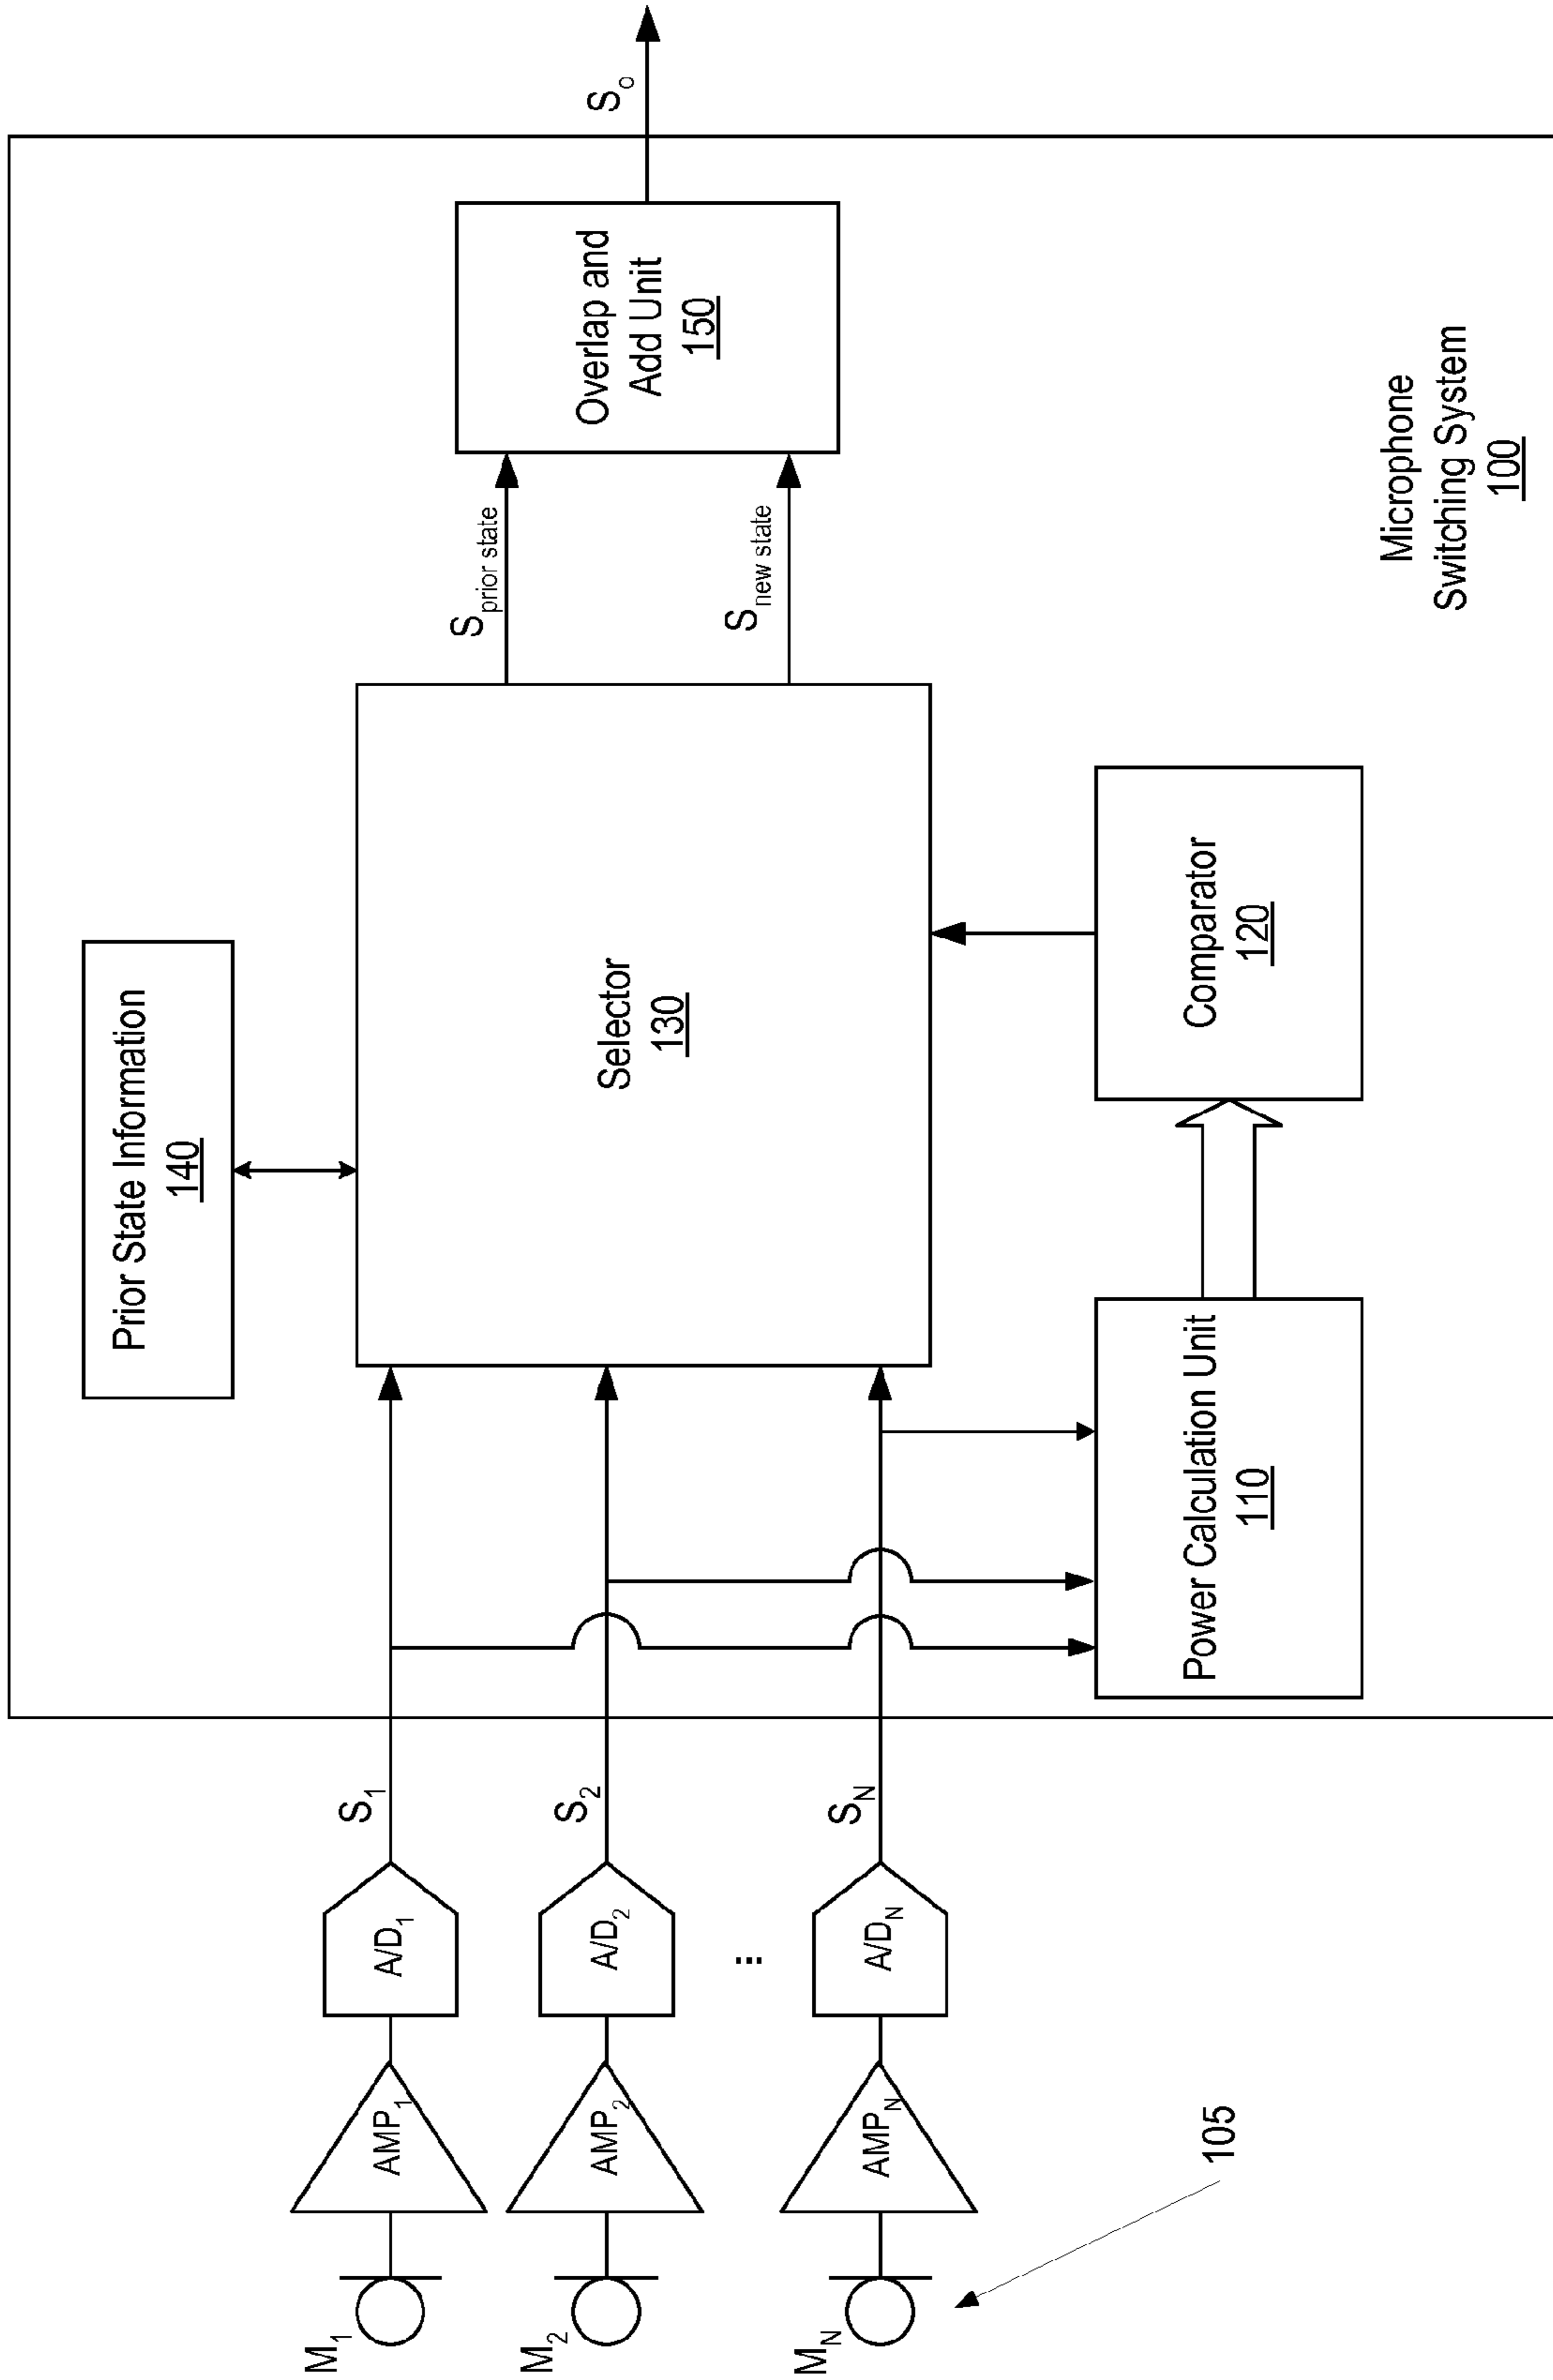 M1
AMP1
A/D1
S1
M2
AMP2
A/D2
S2
...
MN
AMPN
A/DN
SN
105
Prior State Information
140
Selector
130
Power Calculation Unit
110
Comparator
120
Sprior state
Snew state
Overlap and
Add Unit
150
So
Microphone
Switching System
100